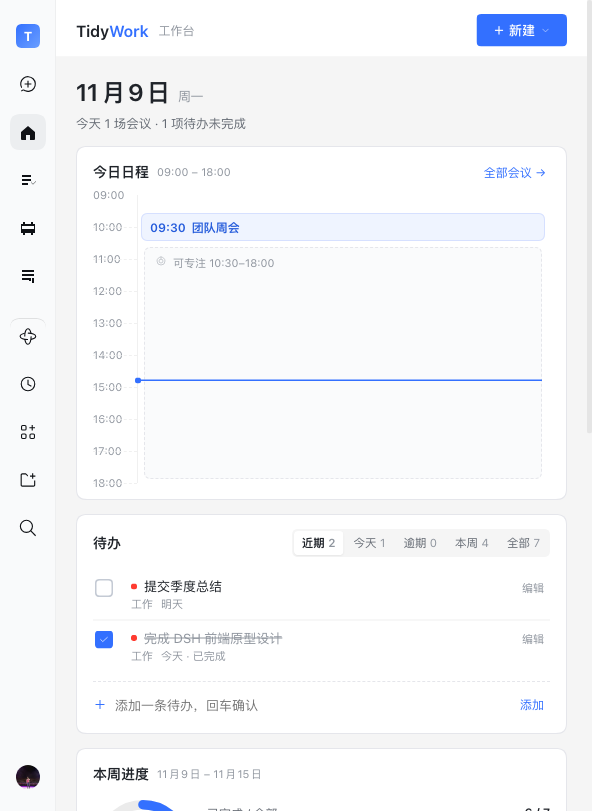 T
TidyWork 工作台
+ 新建
11月9日 周一
今天 1 场会议 · 1 项待办未完成
今日日程 09:00 – 18:00
全部会议 →
09:00
10:00
09:30 团队周会
11:00
可专注 10:30–18:00
12:00
13:00
14:00
15:00
16:00
17:00
18:00
待办
近期 2 今天 1 逾期 0 本周 4 全部 7
提交季度总结
编辑
工作 明天
完成 DSH 前端原型设计
编辑
工作 今天 · 已完成
+ 添加一条待办，回车确认
添加
本周进度 11月9日 – 11月15日